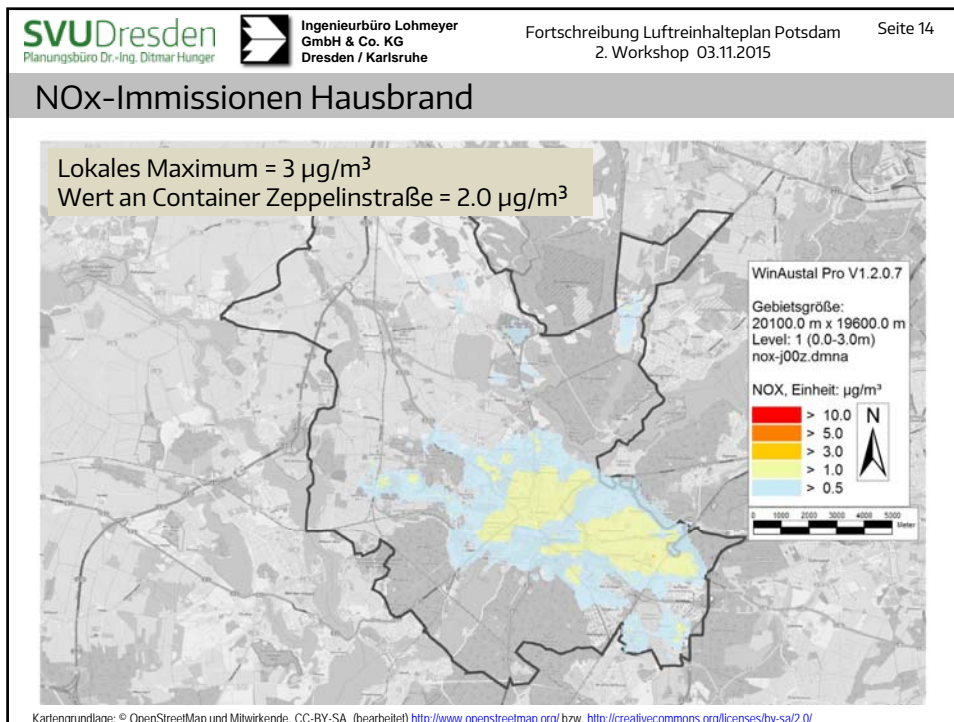 SVUDresden
Planungsbüro Dr.-Ing. Ditmar Hunger
Ingenieurbüro Lohmeyer
GmbH & Co. KG
Dresden / Karlsruhe
Fortschreibung Luftreinhalteplan Potsdam
2. Workshop 03.11.2015
Seite 14
NOx-Immissionen Hausbrand
Lokales Maximum = 3 µg/m³
Wert an Container Zeppelinstraße = 2.0 µg/m³
WinAustal Pro V1.2.0.7
Gebietsgröße:
20100.0 m x 19600.0 m
Level: 1 (0.0-3.0m)
nox-j00z.dmna
NOX, Einheit: µg/m³
> 10.0
> 5.0
> 3.0
> 1.0
> 0.5
N
0 1000 2000 3000 4000 5000
Meter
Kartengrundlage: © OpenStreetMap und Mitwirkende, CC-BY-SA, (bearbeitet) http://www.openstreetmap.org/ bzw. http://creativecommons.org/licenses/by-sa/2.0/